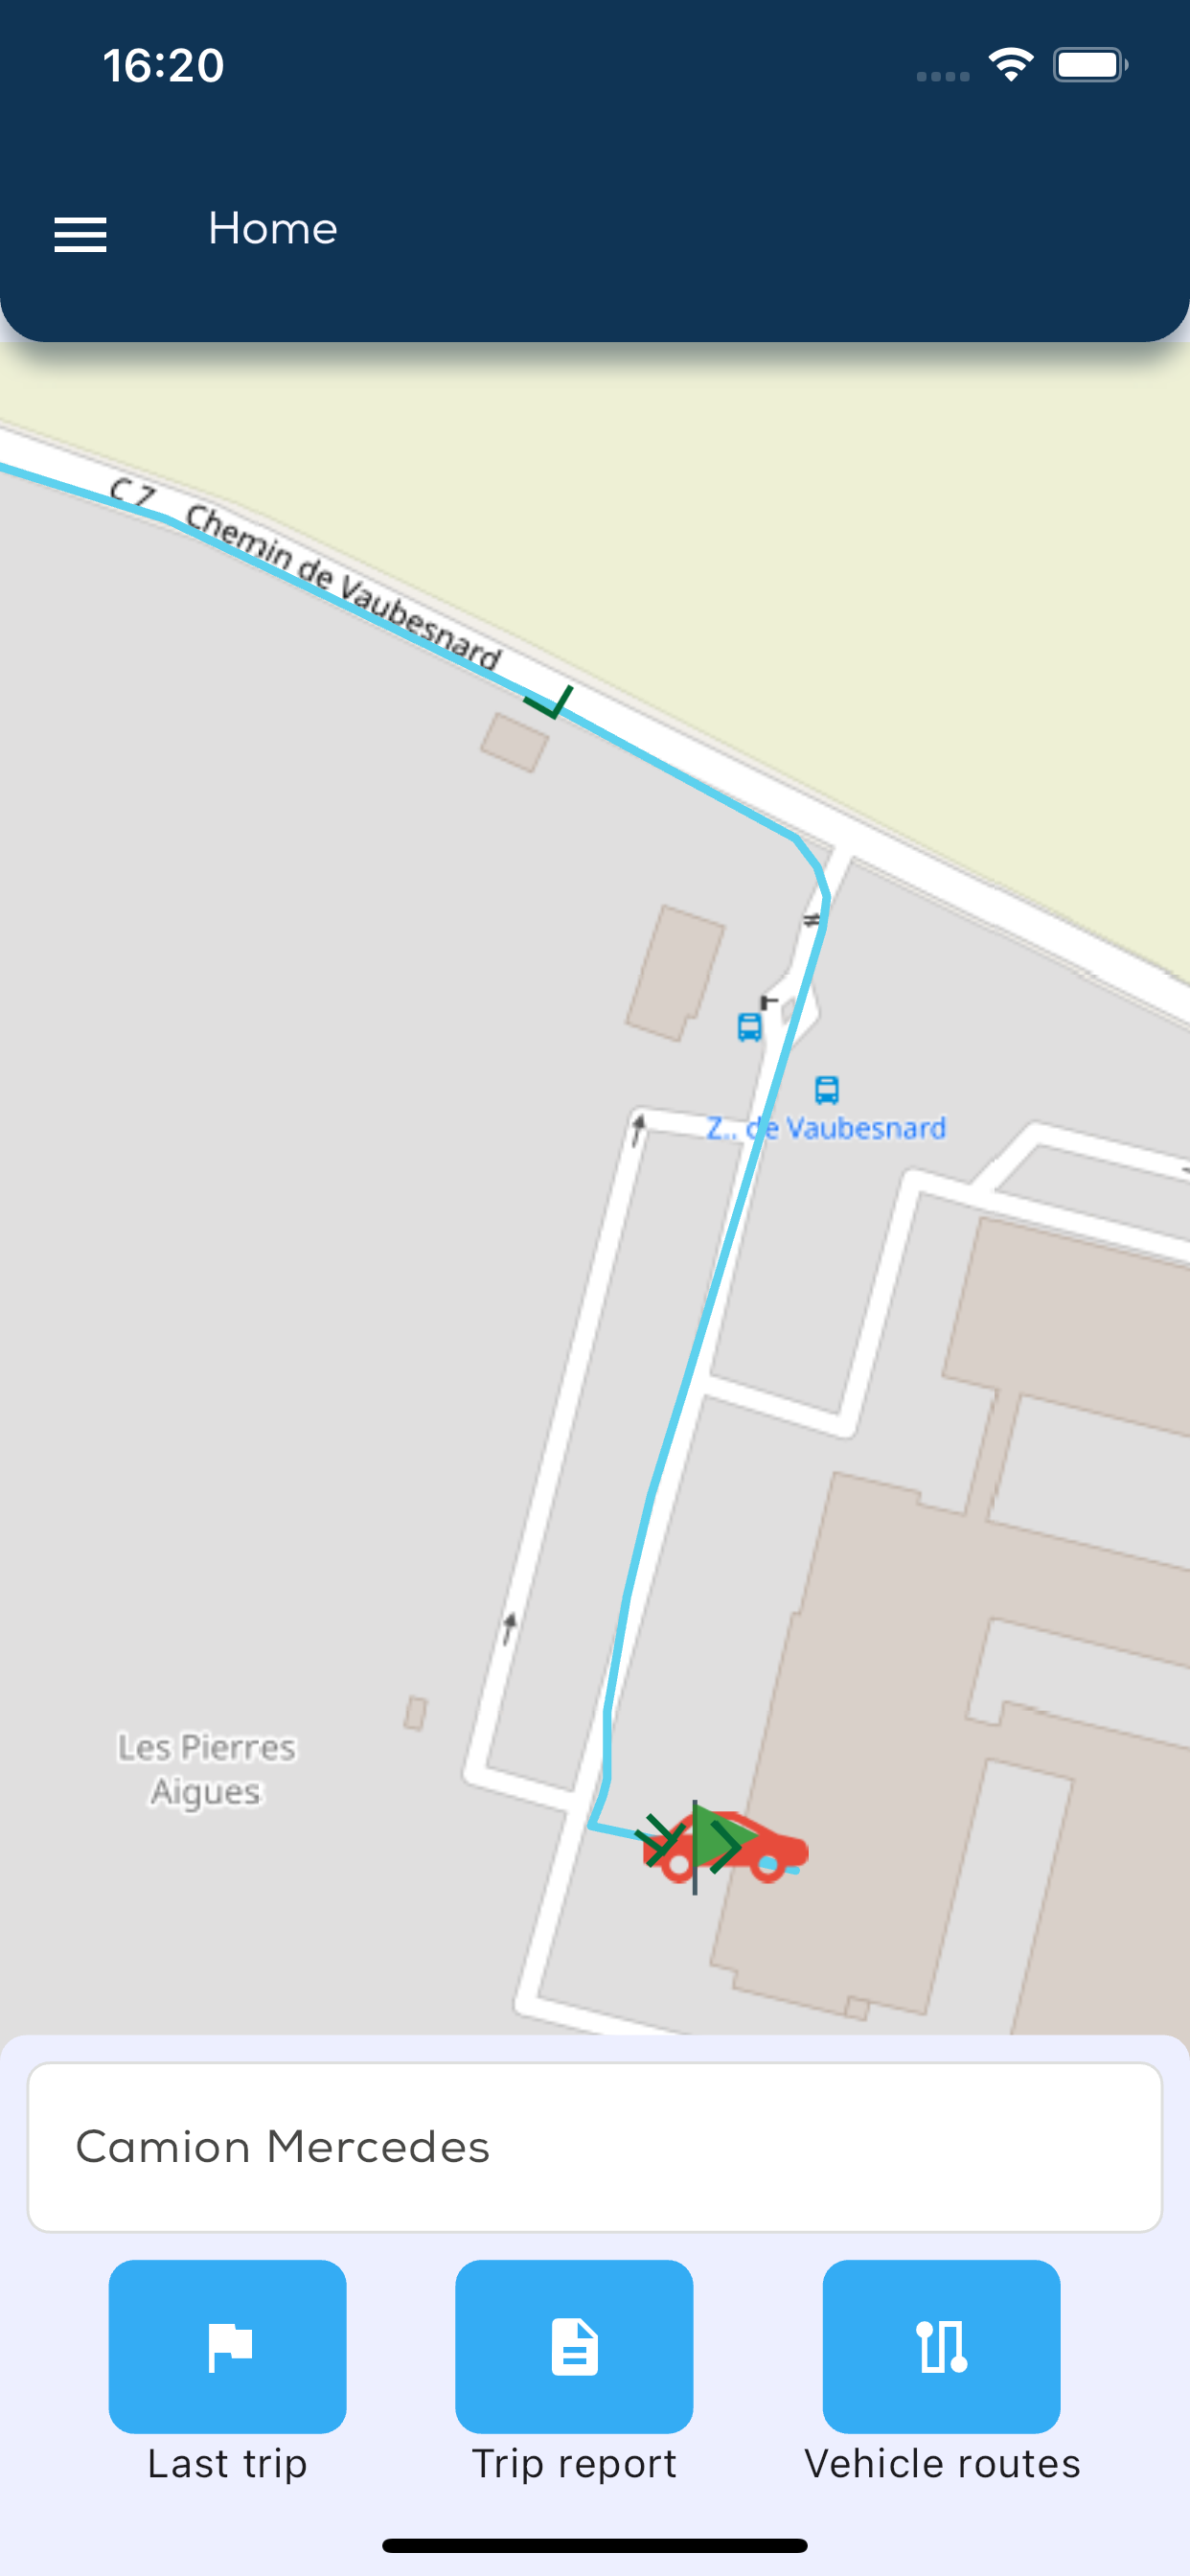 16:20
Home
C 7
Chemin de Vaubesnard
Z.. de Vaubesnard
Les Pierres
Aigues
Camion Mercedes
Last trip
Trip report
Vehicle routes